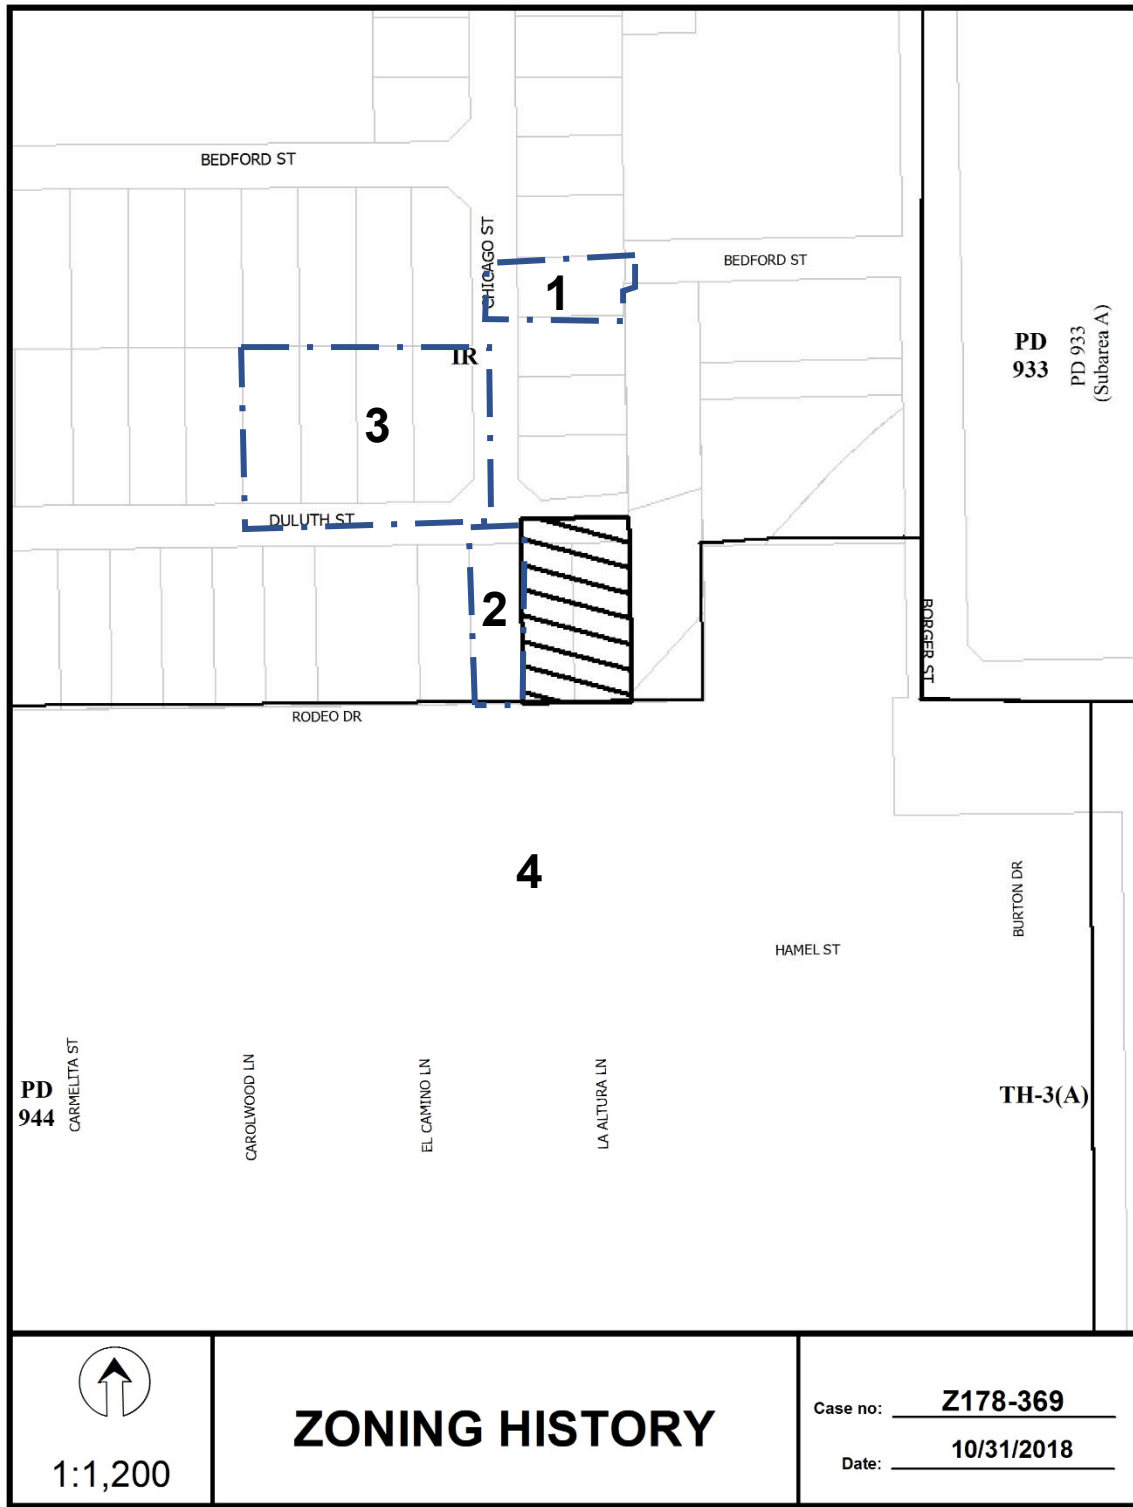 BEDFORD ST
CHICAGO ST
BEDFORD ST
1
IR
PD
933
PD 933
(Subarea A)
3
DULUTH ST
2
BORGER ST
RODEO DR
4
BURTON DR
HAMEL ST
PD
944
CARMELITA ST
CAROLWOOD LN
EL CAMINO LN
LA ALTURA LN
TH-3(A)
1:1,200
ZONING HISTORY
Case no: Z178-369
Date: 10/31/2018